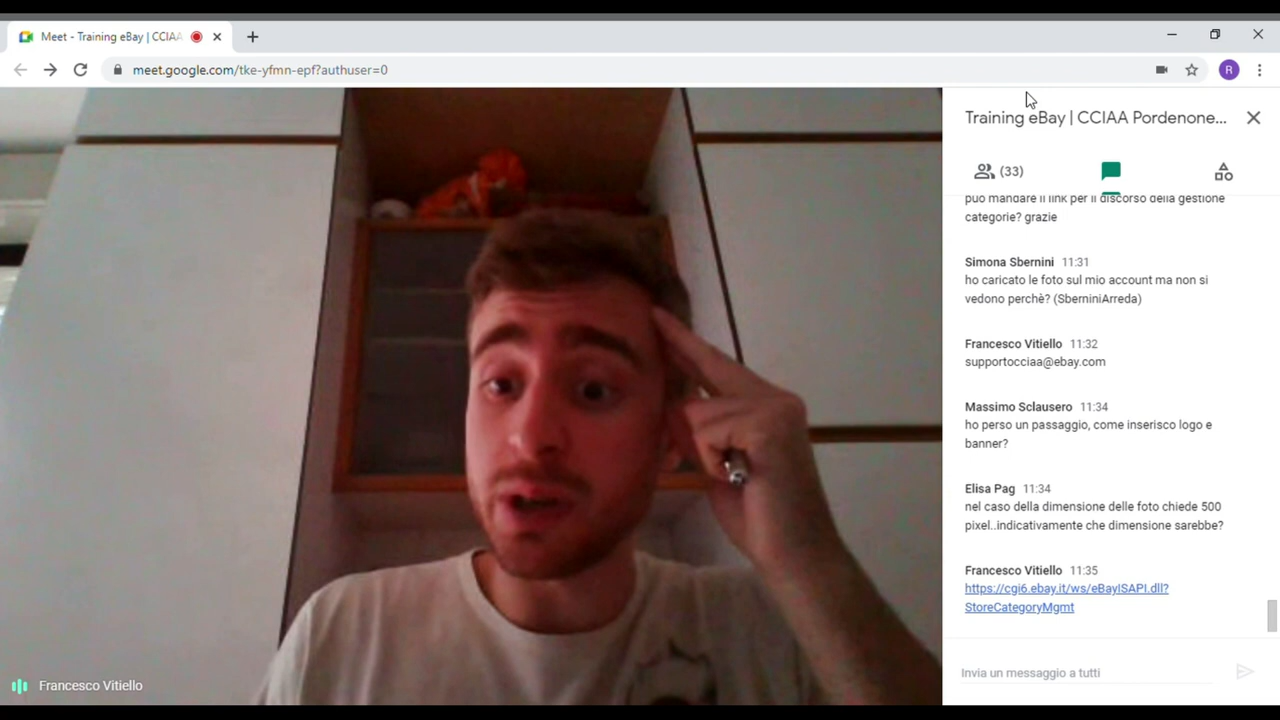 Meet - Training eBay | CCIAA
meet.google.com/tke-yfmn-epf?authuser=0
R
Training eBay | CCIAA Pordenone...
(33)
può mandare il link per il discorso della gestione
categorie? grazie
Simona Sbernini 11:31
ho caricato le foto sul mio account ma non si
vedono perchè? (SberniniArreda)
Francesco Vitiello 11:32
supportocciaa@ebay.com
Massimo Sclausero 11:34
ho perso un passaggio, come inserisco logo e
banner?
Elisa Pag 11:34
nel caso della dimensione delle foto chiede 500
pixel..indicativamente che dimensione sarebbe?
Francesco Vitiello 11:35
https://cgi6.ebay.it/ws/eBayISAPI.dll?
StoreCategoryMgmt
Invia un messaggio a tutti
Francesco Vitiello